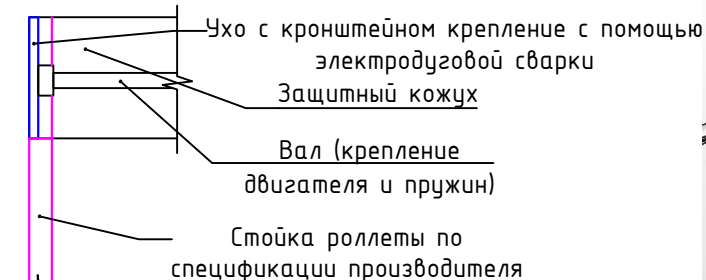 Ухо с кронштейном крепление с помощью
электродуговой сварки
Защитный кожух
Вал (крепление
двигателя и пружин)
Стойка роллеты по
спецификации производителя